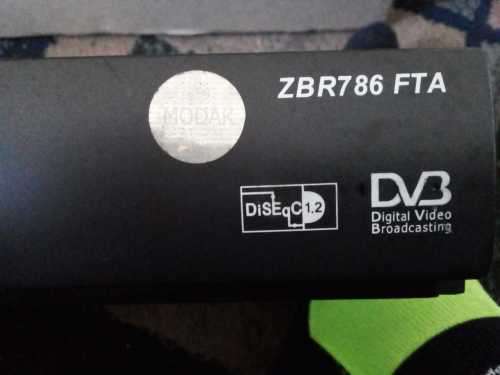 ZBR786 FTA
MODAK
DiSEqC 1.2
DVB
Digital Video
Broadcasting